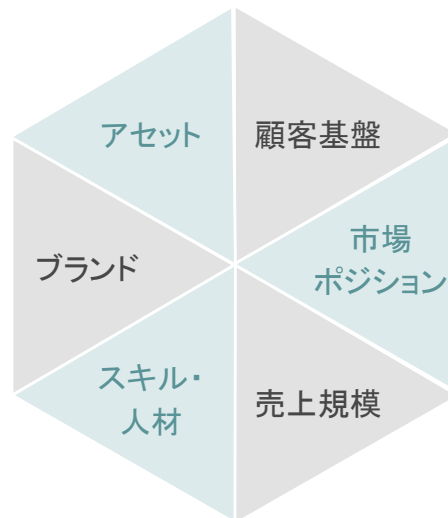 アセット
顧客基盤
市場
ポジション
ブランド
スキル・
人材
売上規模